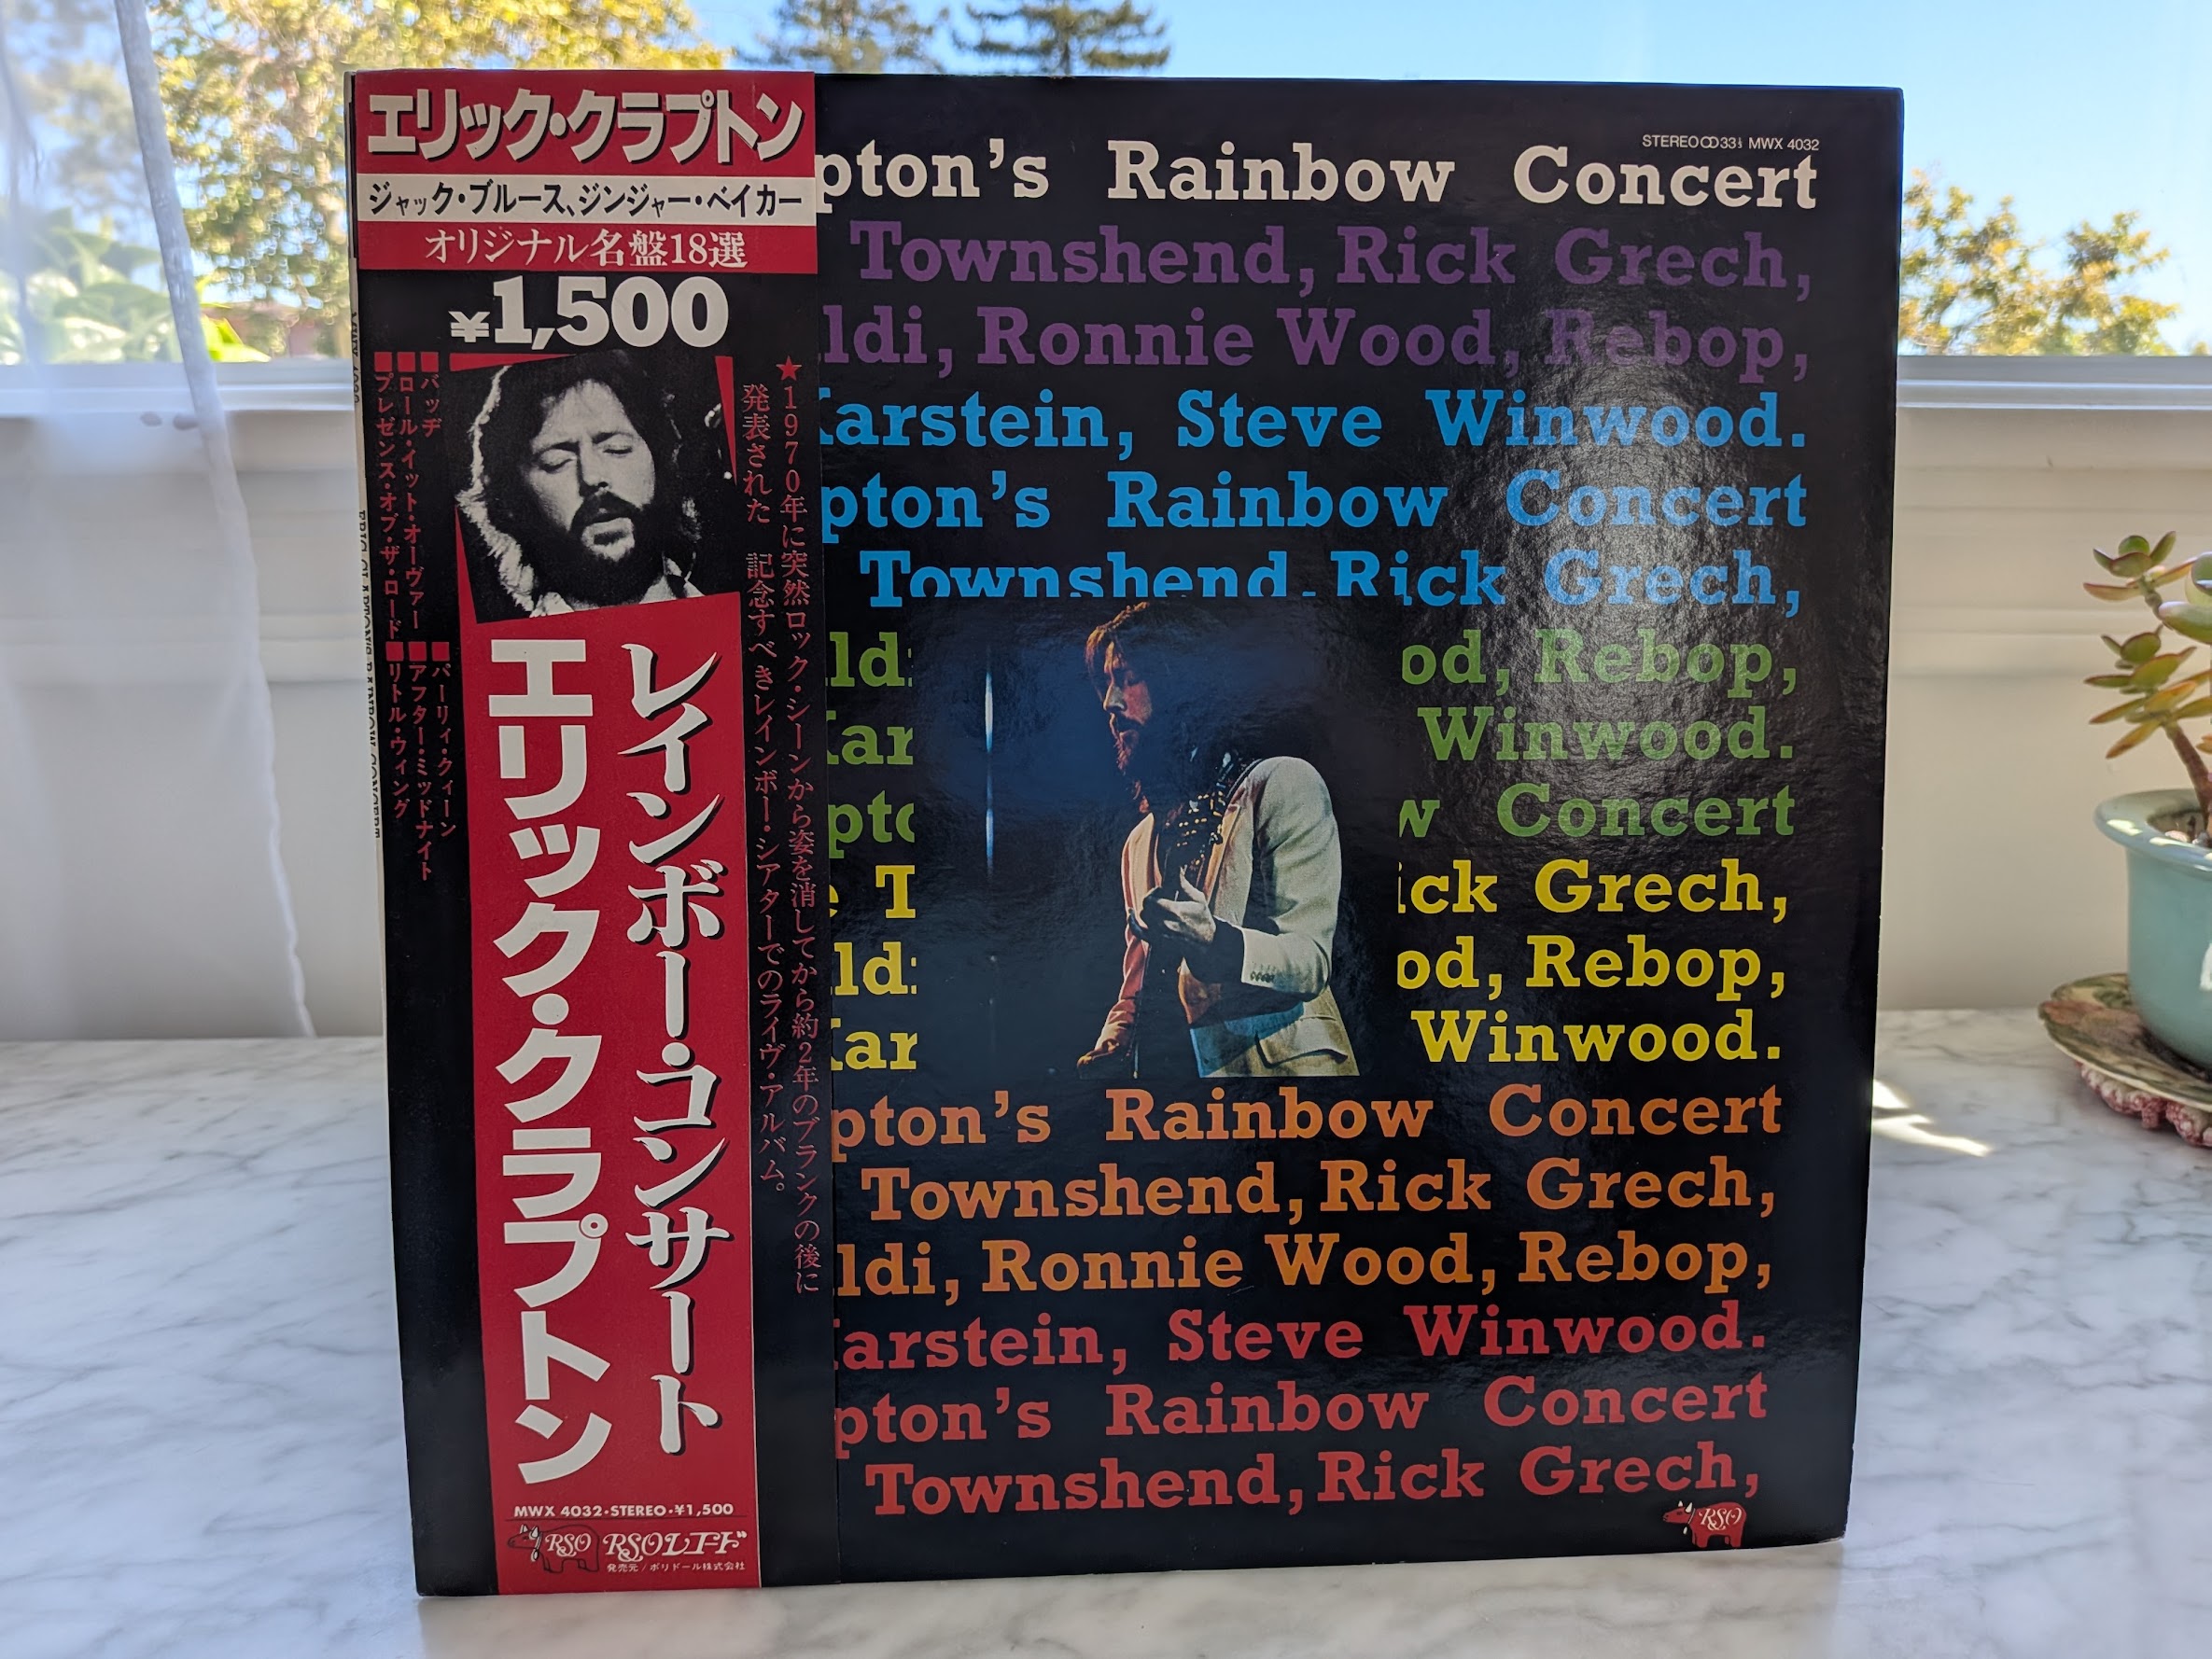 エリック・クラプトン
ジャック・ブルース、ジンジャー・ベイカー
オリジナル名盤18選
¥1,500
★1970年に突然ロック・シーンから姿を消してから約2年のブランクの後に
発表された 記念すべきレインボー・シアターでのライヴ・アルバム。
■バッヂ
■ロール・イット・オーヴァー
■プレゼンス・オブ・ザ・ロード
■パーリィ・クィーン
■アフター・ミッドナイト
■リトル・ウィング
レインボー・コンサート
エリック・クラプトン
MWX 4032・STEREO・¥1,500
RSO RSOレコード
発売元/ポリドール株式会社
STEREO 33⅓ MWX 4032
pton's Rainbow Concert
Townshend, Rick Grech,
ldi, Ronnie Wood, Rebop,
Karstein, Steve Winwood.
pton's Rainbow Concert
Townshend, Rick Grech,
ld od, Rebop,
Kar Winwood.
pto w Concert
e T ick Grech,
ld od, Rebop,
Kar Winwood.
pton's Rainbow Concert
Townshend, Rick Grech,
ldi, Ronnie Wood, Rebop,
Karstein, Steve Winwood.
pton's Rainbow Concert
Townshend, Rick Grech,
RSO